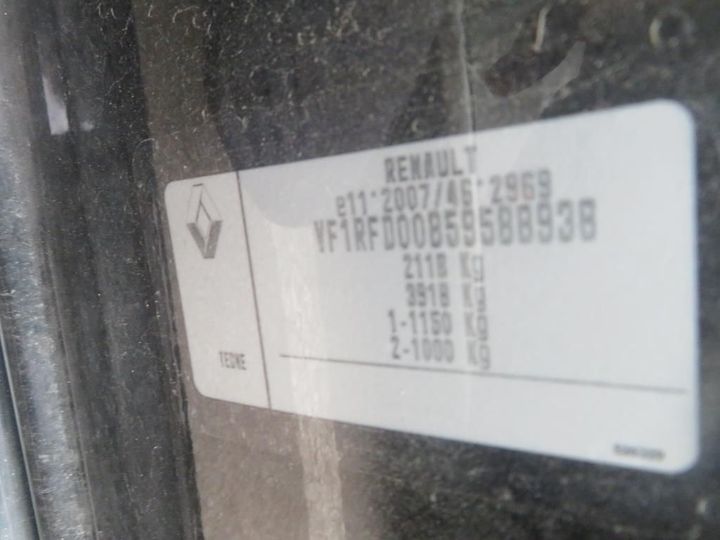 RENAULT
e11*2007/46*2969
VF1RFD00859588938
2118 Kg
3918 Kg
1-1150 Kg
2-1000 Kg